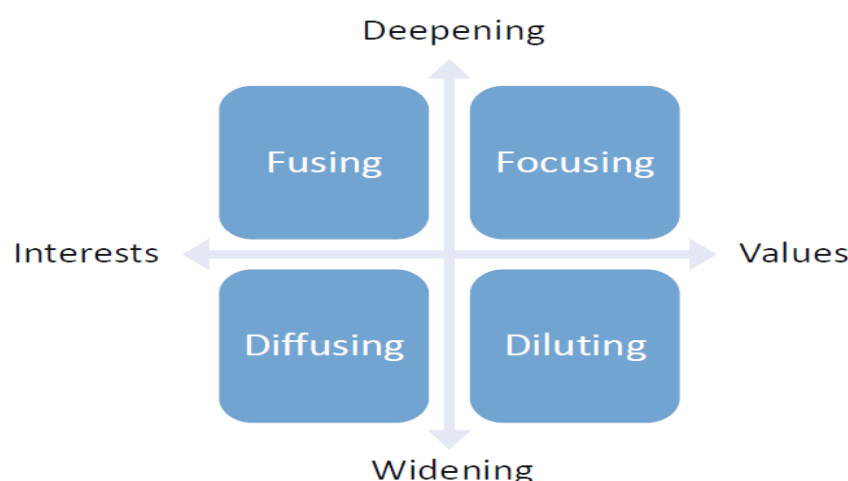 Deepening
Fusing Focusing
Interests Values
Diffusing Diluting
Widening